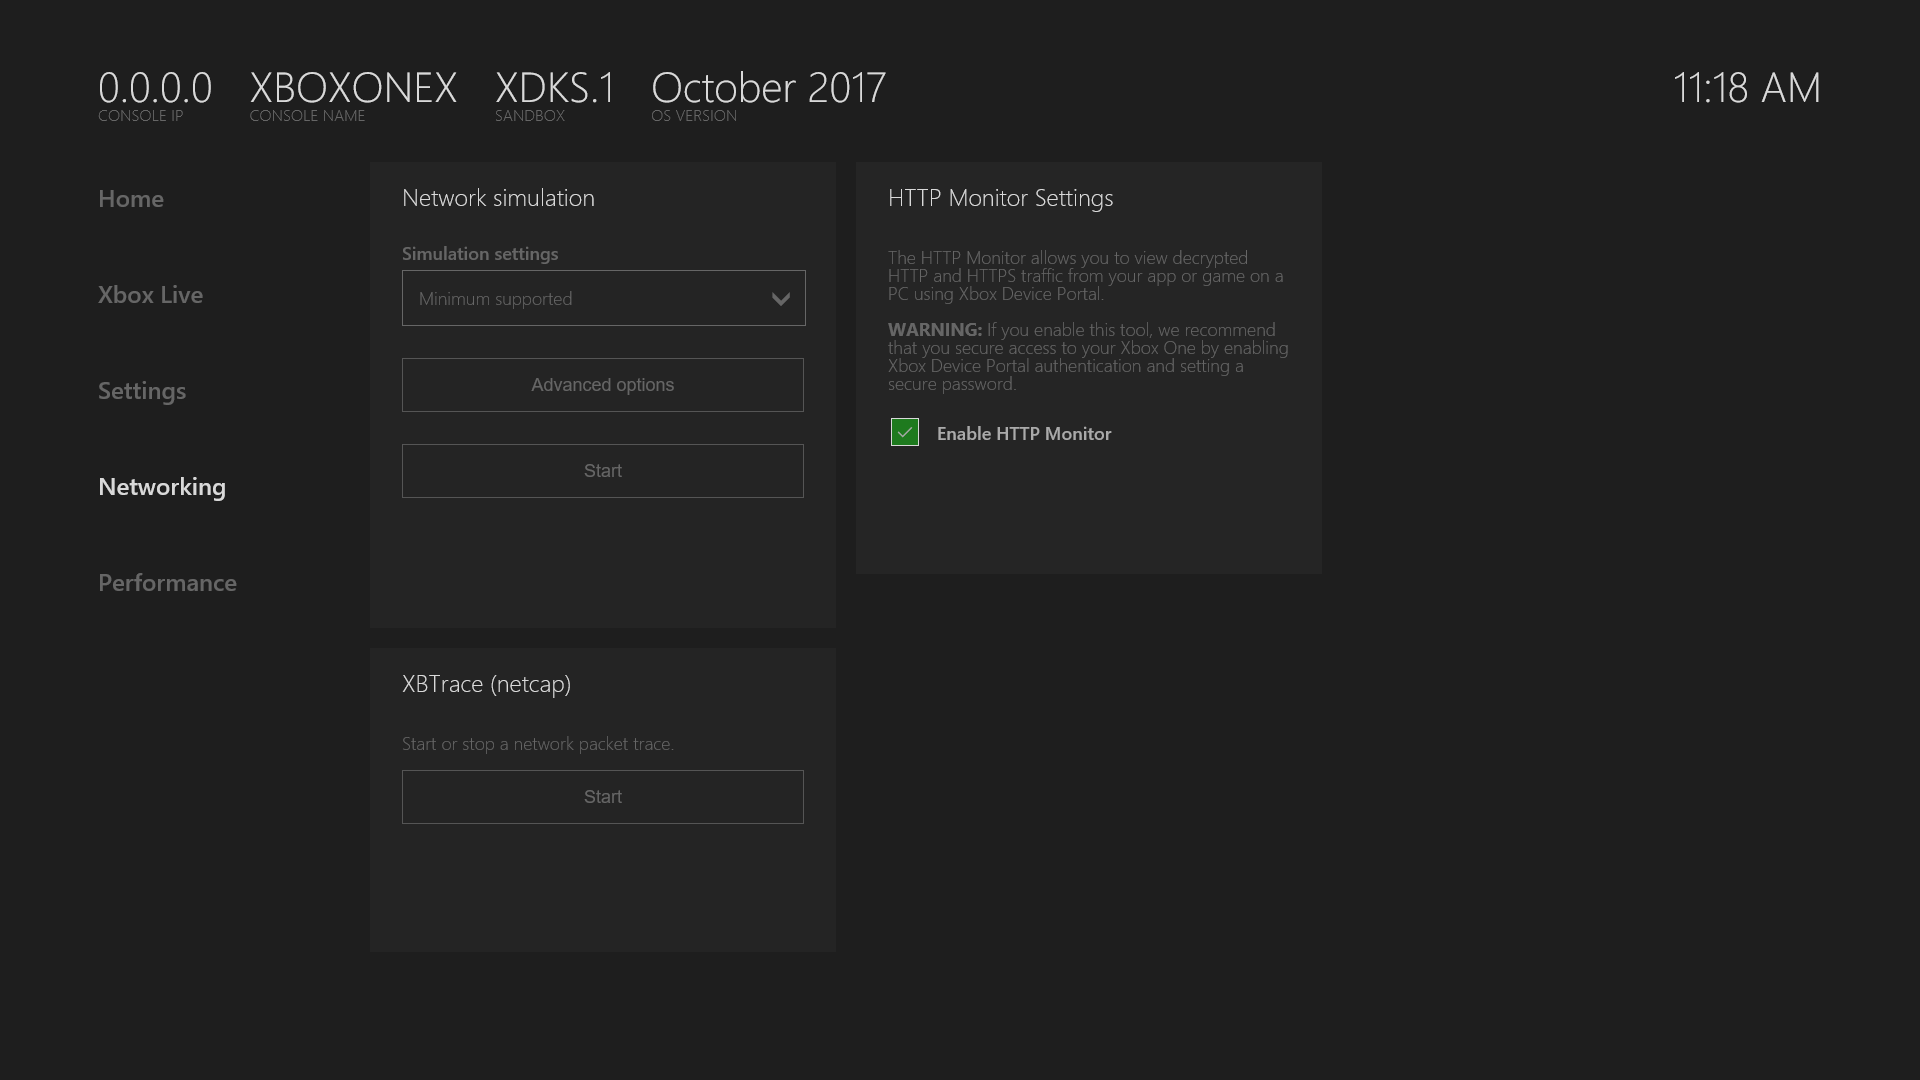 0.0.0.0
CONSOLE IP
XBOXONEX
CONSOLE NAME
XDKS.1
SANDBOX
October 2017
OS VERSION
11:18 AM
Home
Xbox Live
Settings
Networking
Performance
Network simulation
Simulation settings
Minimum supported
Advanced options
Start
XBTrace (netcap)
Start or stop a network packet trace.
Start
HTTP Monitor Settings
The HTTP Monitor allows you to view decrypted
HTTP and HTTPS traffic from your app or game on a
PC using Xbox Device Portal.
WARNING: If you enable this tool, we recommend
that you secure access to your Xbox One by enabling
Xbox Device Portal authentication and setting a
secure password.
Enable HTTP Monitor